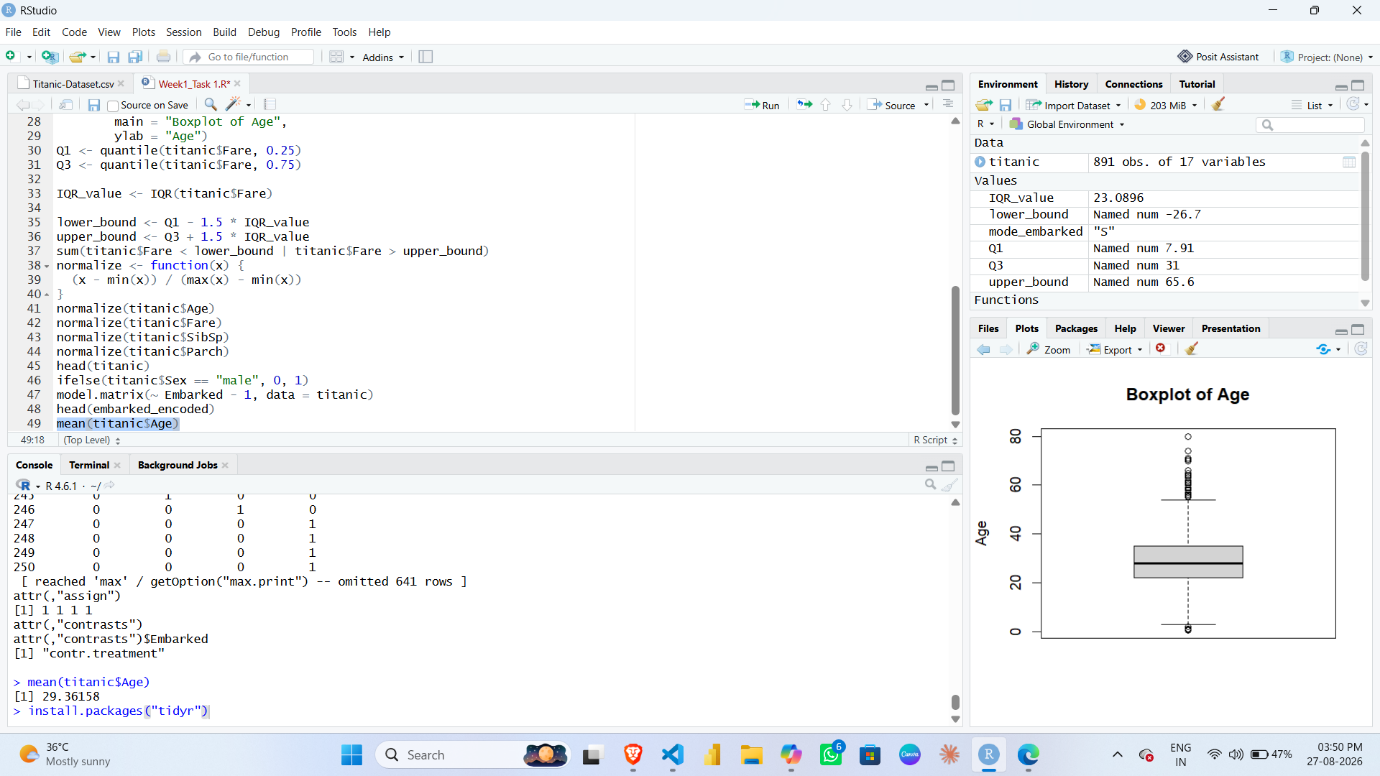 RStudio
File Edit Code View Plots Session Build Debug Profile Tools Help
Go to file/function Addins Posit Assistant Project: (None)
Titanic-Dataset.csv Week1_Task 1.R*
Source on Save Run Source
28 main = "Boxplot of Age",
29 ylab = "Age")
30 Q1 <- quantile(titanic$Fare, 0.25)
31 Q3 <- quantile(titanic$Fare, 0.75)
32
33 IQR_value <- IQR(titanic$Fare)
34
35 lower_bound <- Q1 - 1.5 * IQR_value
36 upper_bound <- Q3 + 1.5 * IQR_value
37 sum(titanic$Fare < lower_bound | titanic$Fare > upper_bound)
38 normalize <- function(x) {
39 (x - min(x)) / (max(x) - min(x))
40 }
41 normalize(titanic$Age)
42 normalize(titanic$Fare)
43 normalize(titanic$SibSp)
44 normalize(titanic$Parch)
45 head(titanic)
46 ifelse(titanic$Sex == "male", 0, 1)
47 model.matrix(~ Embarked - 1, data = titanic)
48 head(embarked_encoded)
49 mean(titanic$Age)
49:18 (Top Level) R Script
Console Terminal Background Jobs
R 4.6.1 · ~/
245 0 1 0 0
246 0 0 1 0
247 0 0 0 1
248 0 0 0 1
249 0 0 0 1
250 0 0 0 1
[ reached 'max' / getOption("max.print") -- omitted 641 rows ]
attr(,"assign")
[1] 1 1 1 1
attr(,"contrasts")
attr(,"contrasts")$Embarked
[1] "contr.treatment"
> mean(titanic$Age)
[1] 29.36158
> install.packages("tidyr")
Environment History Connections Tutorial
Import Dataset 203 MiB List
R Global Environment
Data
titanic 891 obs. of 17 variables
Values
IQR_value 23.0896
lower_bound Named num -26.7
mode_embarked "S"
Q1 Named num 7.91
Q3 Named num 31
upper_bound Named num 65.6
Functions
Files Plots Packages Help Viewer Presentation
Zoom Export
Boxplot of Age
Age
80
60
40
20
0
36°C
Mostly sunny
Search
6
ENG
IN
47%
03:50 PM
27-08-2026